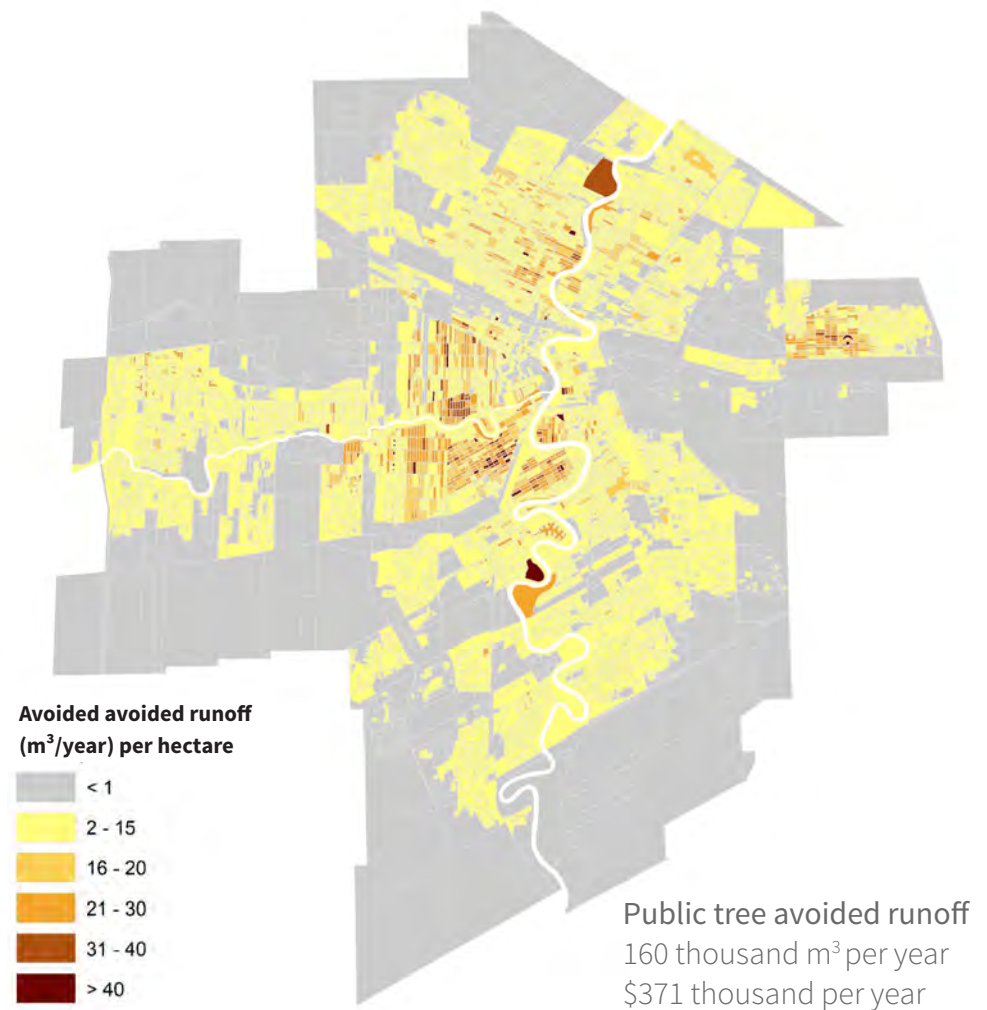 Avoided avoided runoff
(m³/year) per hectare
< 1
2 - 15
16 - 20
21 - 30
31 - 40
> 40
Public tree avoided runoff
160 thousand m³ per year
$371 thousand per year